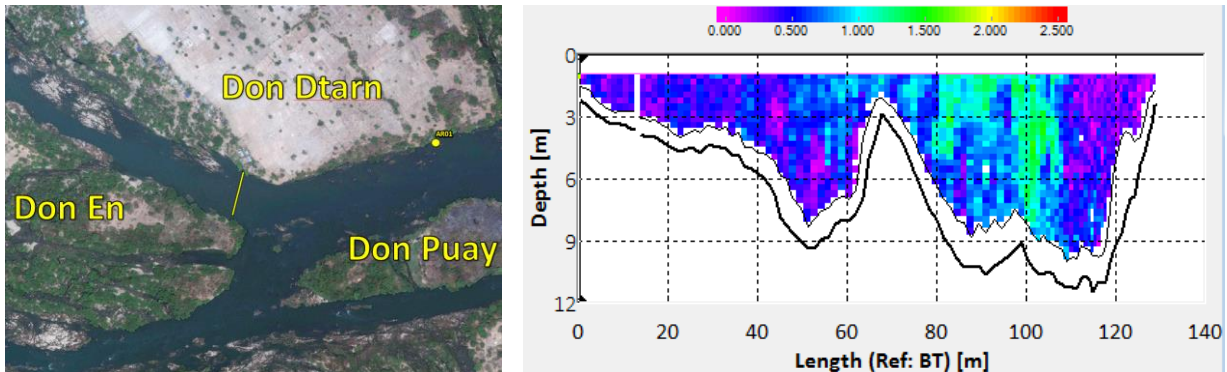 Don Dtarn
AR01
Don En
Don Puay
0.000 0.500 1.000 1.500 2.000 2.500
0
3
6
9
12
Depth [m]
0 20 40 60 80 100 120 140
Length (Ref: BT) [m]